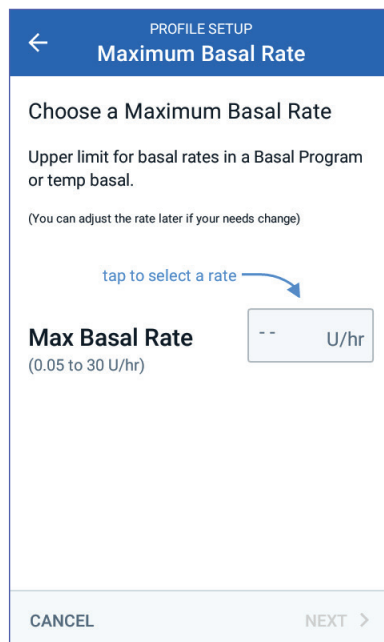 PROFILE SETUP
Maximum Basal Rate
Choose a Maximum Basal Rate
Upper limit for basal rates in a Basal Program
or temp basal.
(You can adjust the rate later if your needs change)
tap to select a rate
Max Basal Rate
-- U/hr
(0.05 to 30 U/hr)
CANCEL
NEXT >